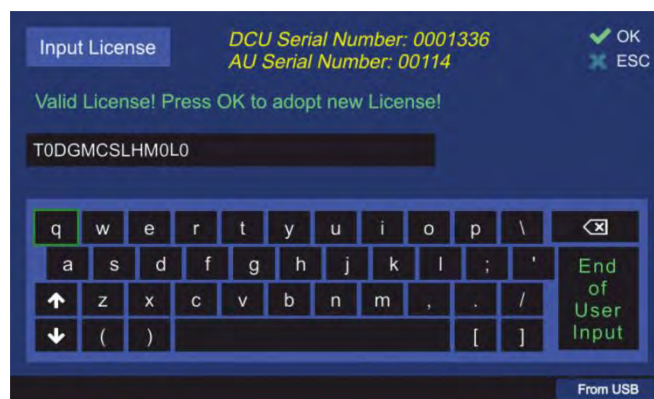 Input License
DCU Serial Number: 0001336
AU Serial Number: 00114
OK
ESC
Valid License! Press OK to adopt new License!
T0DGMCSLHM0L0
q w e r t y u i o p \
a s d f g h j k l ; '
z x c v b n m , . /
( ) [ ]
End
of
User
Input
From USB